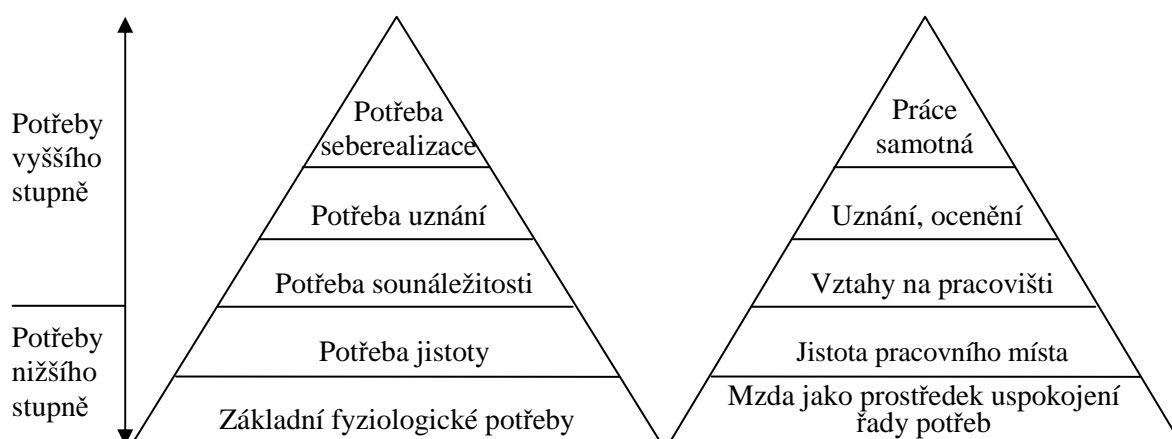 Potřeby
vyššího
stupně
Potřeby
nižšího
stupně
Potřeba
seberealizace
Potřeba uznání
Potřeba sounáležitosti
Potřeba jistoty
Základní fyziologické potřeby
Práce
samotná
Uznání, ocenění
Vztahy na pracovišti
Jistota pracovního místa
Mzda jako prostředek uspokojení
řady potřeb